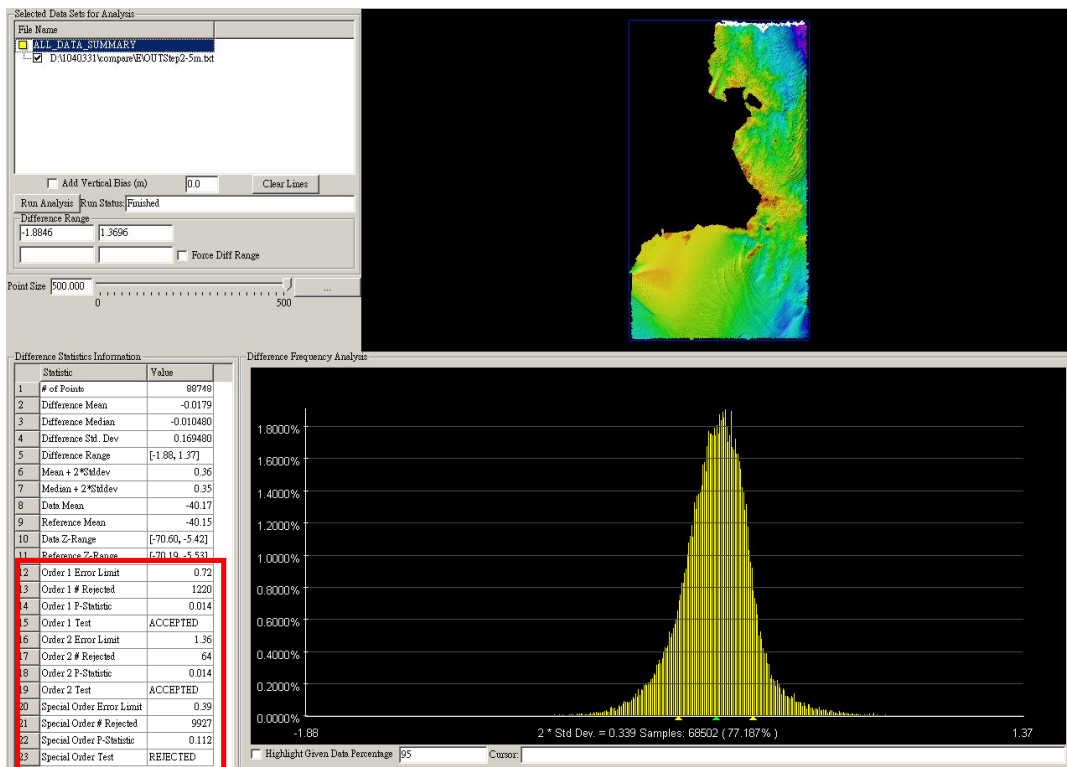 Selected Data Sets for Analysis
File Name
ALL_DATA_SUMMARY
D:\1040331\compare\E\OUTStep2-5m.txt
Add Vertical Bias (m) 0.0 Clear Lines
Run Analysis Run Status: Finished
Difference Range
-1.8846 1.3696
Force Diff Range
Point Size 500.000 ...
0 500
Difference Statistics Information
Statistic Value
1 # of Points 88748
2 Difference Mean -0.0179
3 Difference Median -0.010480
4 Difference Std. Dev 0.169480
5 Difference Range [-1.88, 1.37]
6 Mean + 2*Stddev 0.36
7 Median + 2*Stddev 0.35
8 Data Mean -40.17
9 Reference Mean -40.15
10 Data Z-Range [-70.60, -5.42]
11 Reference Z-Range [-70.19, -5.53]
12 Order 1 Error Limit 0.72
13 Order 1 # Rejected 1220
14 Order 1 P-Statistic 0.014
15 Order 1 Test ACCEPTED
16 Order 2 Error Limit 1.36
17 Order 2 # Rejected 64
18 Order 2 P-Statistic 0.014
19 Order 2 Test ACCEPTED
20 Special Order Error Limit 0.39
21 Special Order # Rejected 9927
22 Special Order P-Statistic 0.112
23 Special Order Test REJECTED
Difference Frequency Analysis
1.8000%
1.6000%
1.4000%
1.2000%
1.0000%
0.8000%
0.6000%
0.4000%
0.2000%
0.0000%
-1.88 2 * Std Dev. = 0.339 Samples: 68502 ( 77.187% ) 1.37
Highlight Given Data Percentage 95 Cursor: